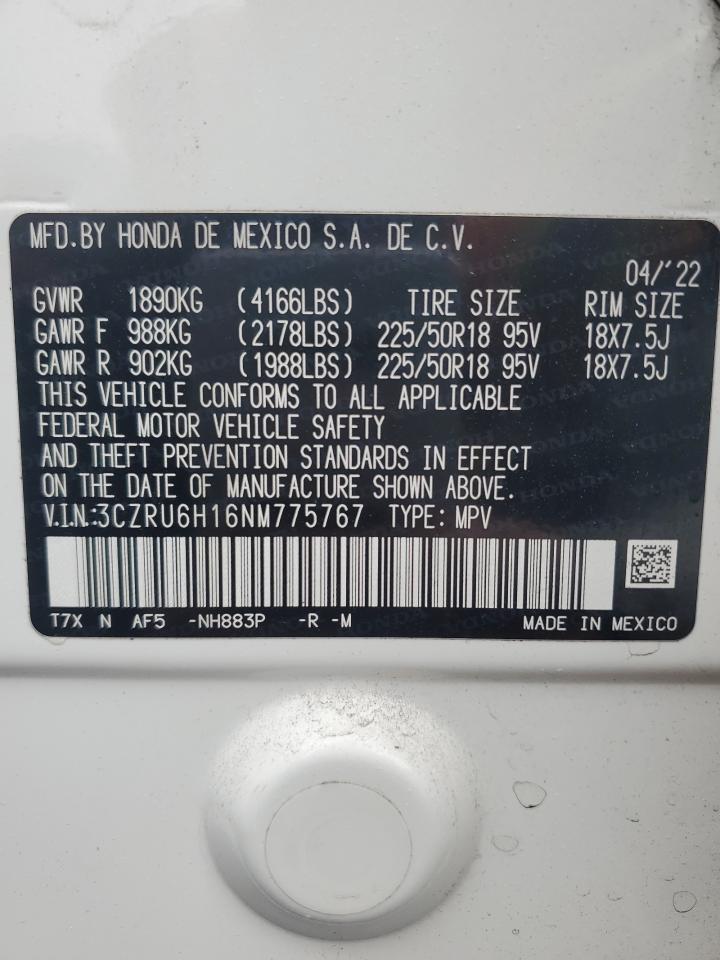 MFD.BY HONDA DE MEXICO S.A. DE C.V.
04/'22
GVWR 1890KG (4166LBS) TIRE SIZE RIM SIZE
GAWR F 988KG (2178LBS) 225/50R18 95V 18X7.5J
GAWR R 902KG (1988LBS) 225/50R18 95V 18X7.5J
THIS VEHICLE CONFORMS TO ALL APPLICABLE
FEDERAL MOTOR VEHICLE SAFETY
AND THEFT PREVENTION STANDARDS IN EFFECT
ON THE DATE OF MANUFACTURE SHOWN ABOVE.
V.I.N.:3CZRU6H16NM775767 TYPE: MPV
T7X N AF5 -NH883P -R -M MADE IN MEXICO